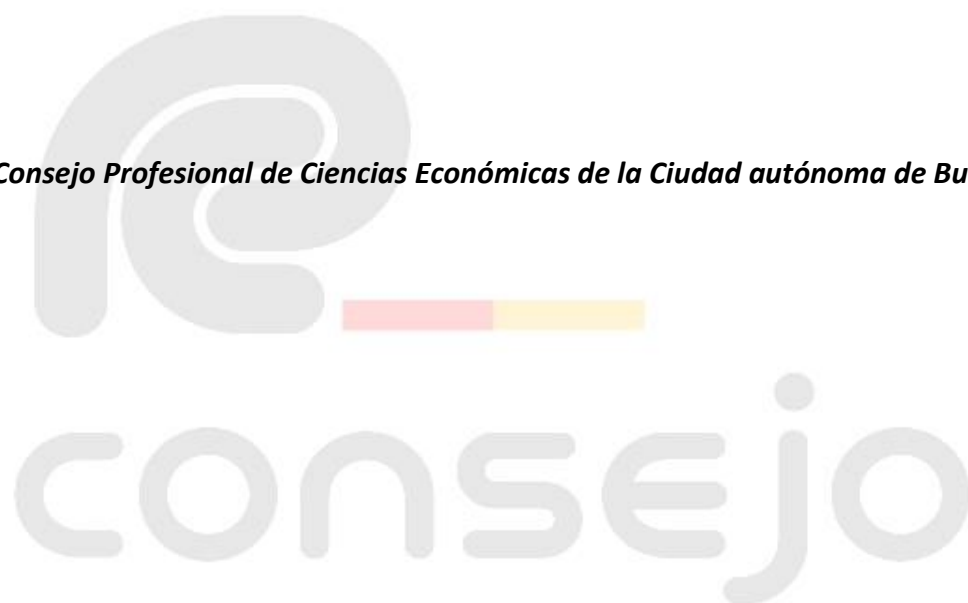 Consejo Profesional de Ciencias Económicas de la Ciudad autónoma de Bu
consejo